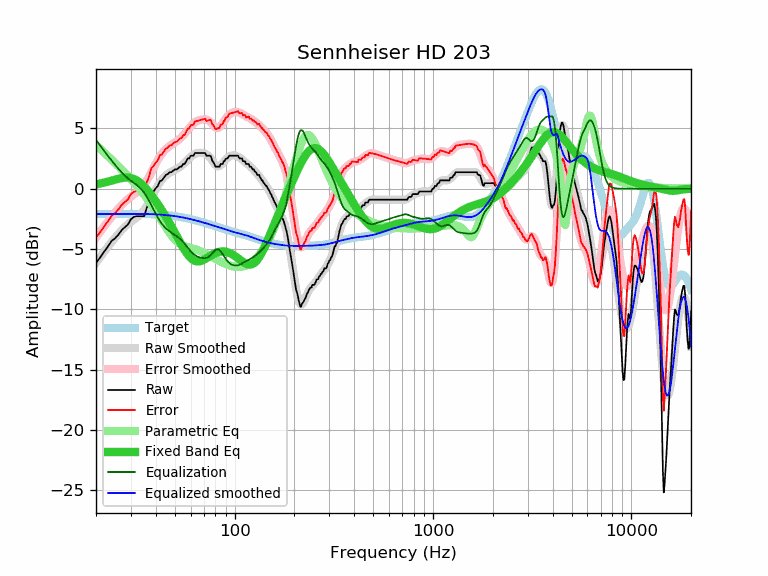 Sennheiser HD 203
Amplitude (dBr)
5
0
−5
−10
−15
−20
−25
Target
Raw Smoothed
Error Smoothed
Raw
Error
Parametric Eq
Fixed Band Eq
Equalization
Equalized smoothed
100 1000 10000
Frequency (Hz)